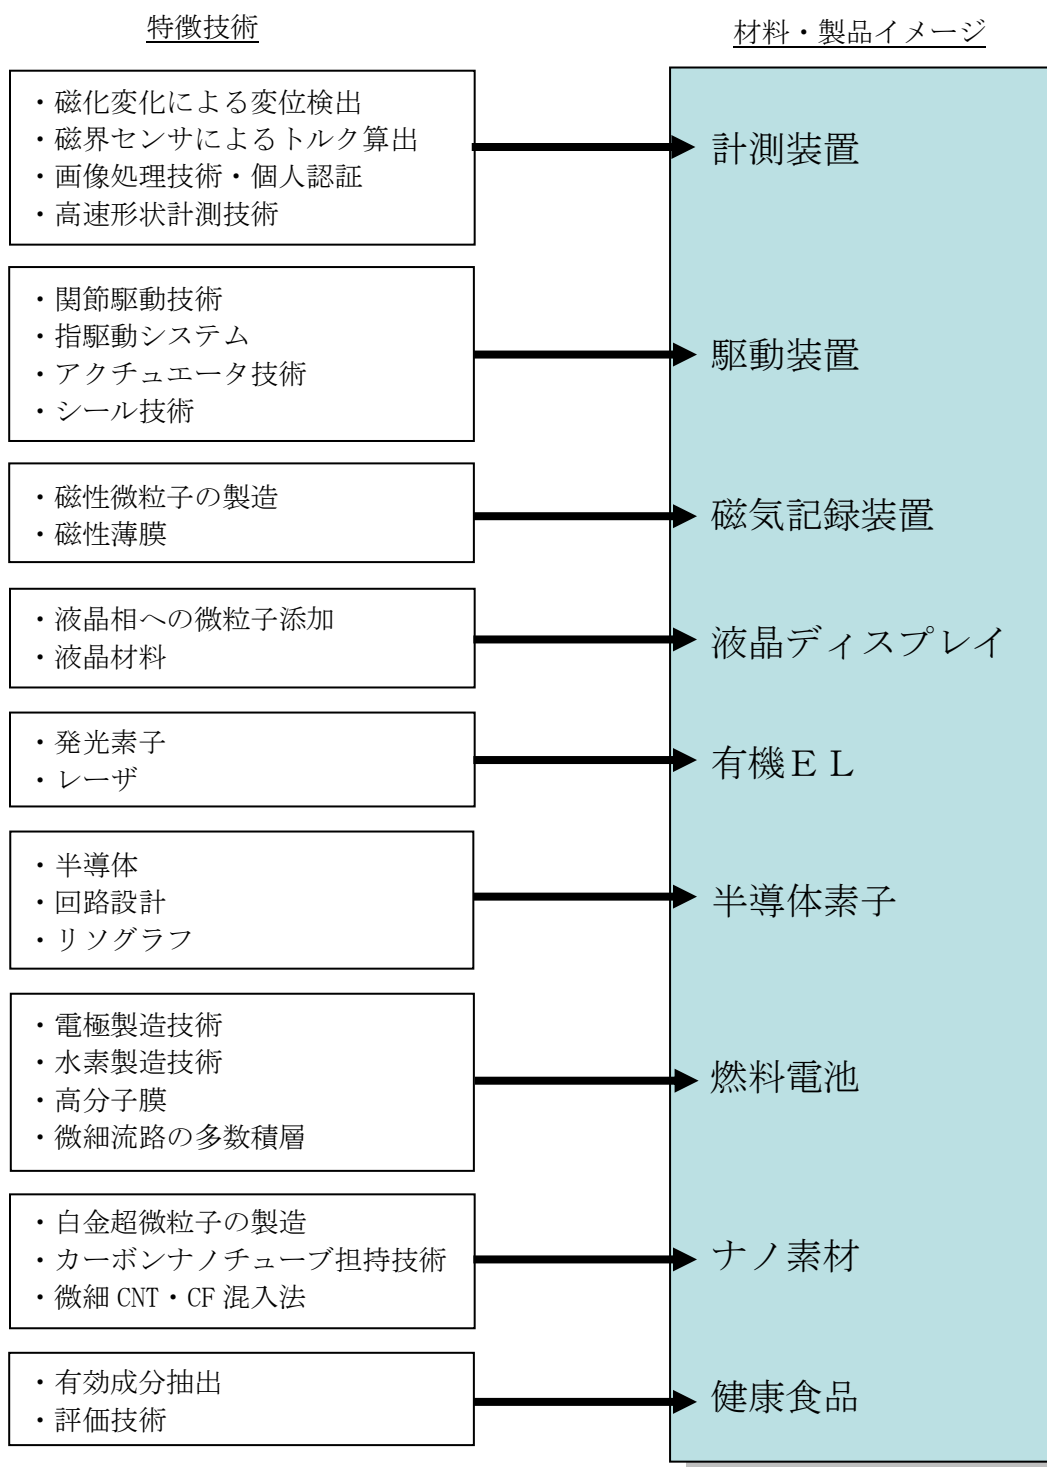 特徴技術
材料・製品イメージ
・磁化変化による変位検出
・磁界センサによるトルク算出
・画像処理技術・個人認証
・高速形状計測技術
計測装置
・関節駆動技術
・指駆動システム
・アクチュエータ技術
・シール技術
駆動装置
・磁性微粒子の製造
・磁性薄膜
磁気記録装置
・液晶相への微粒子添加
・液晶材料
液晶ディスプレイ
・発光素子
・レーザ
有機ＥＬ
・半導体
・回路設計
・リソグラフ
半導体素子
・電極製造技術
・水素製造技術
・高分子膜
・微細流路の多数積層
燃料電池
・白金超微粒子の製造
・カーボンナノチューブ担持技術
・微細 CNT・CF 混入法
ナノ素材
・有効成分抽出
・評価技術
健康食品